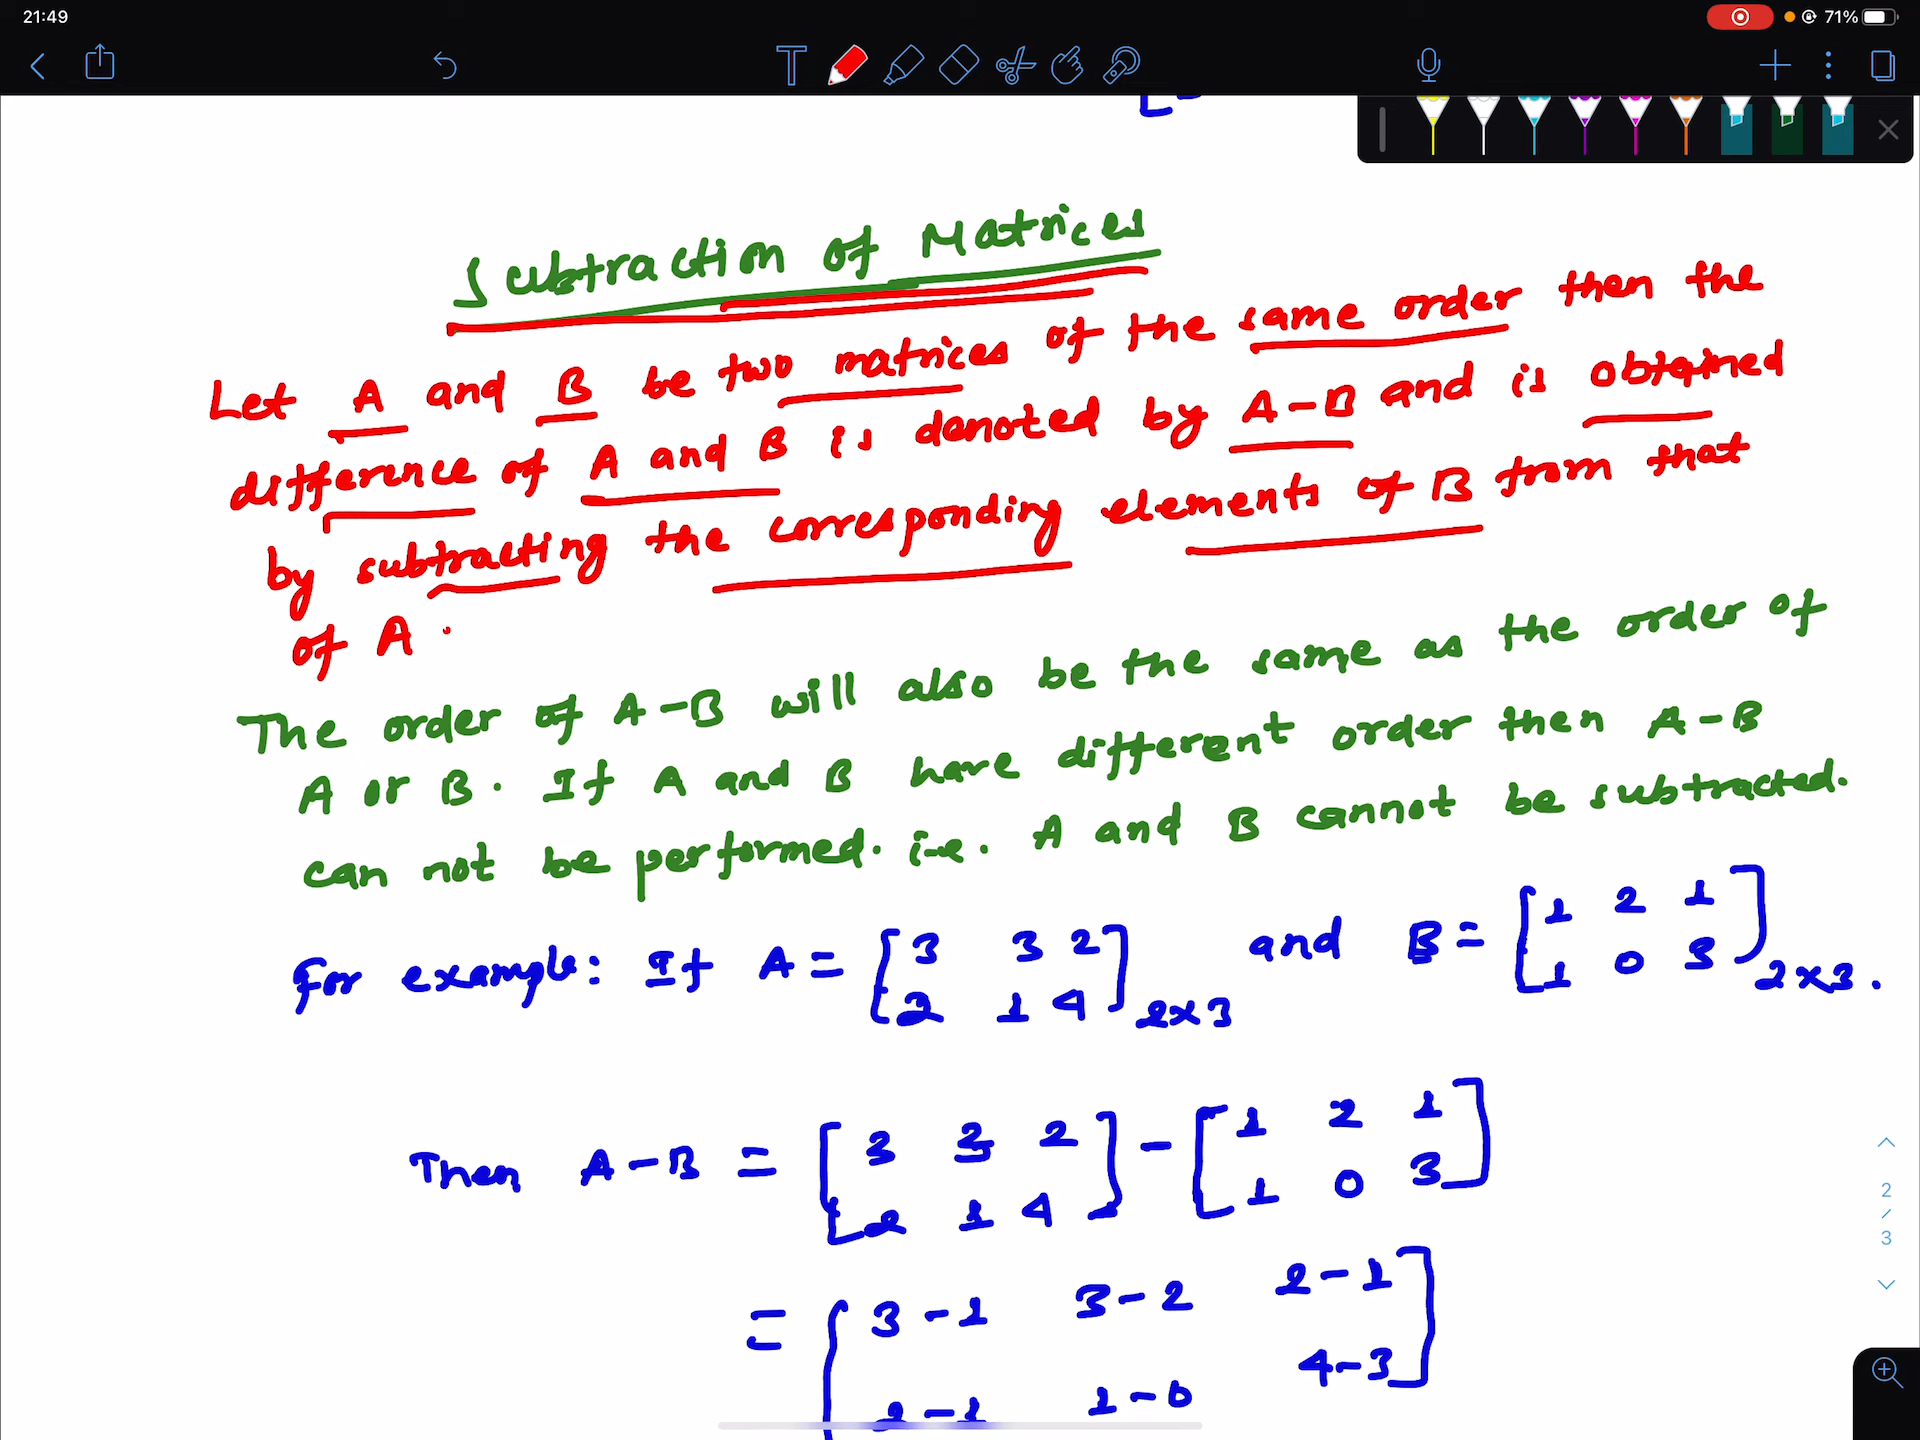 21:49
71%
Subtraction of Matrices
Let A and B be two matrices of the same order then the
difference of A and B is denoted by A-B and is obtained
by subtracting the corresponding elements of B from that
of A.
The order of A-B will also be the same as the order of
A or B. If A and B have different order then A-B
can not be performed. i.e. A and B cannot be subtracted.
For example: If A = [3 3 2 and B = [1 2 1
2 1 4] 2x3 1 0 3] 2x3.
Then A-B = [3 3 2 - [1 2 1
2 1 4] 1 0 3]
= [3-1 3-2 2-1
2-1 1-0 4-3]
2
/
3